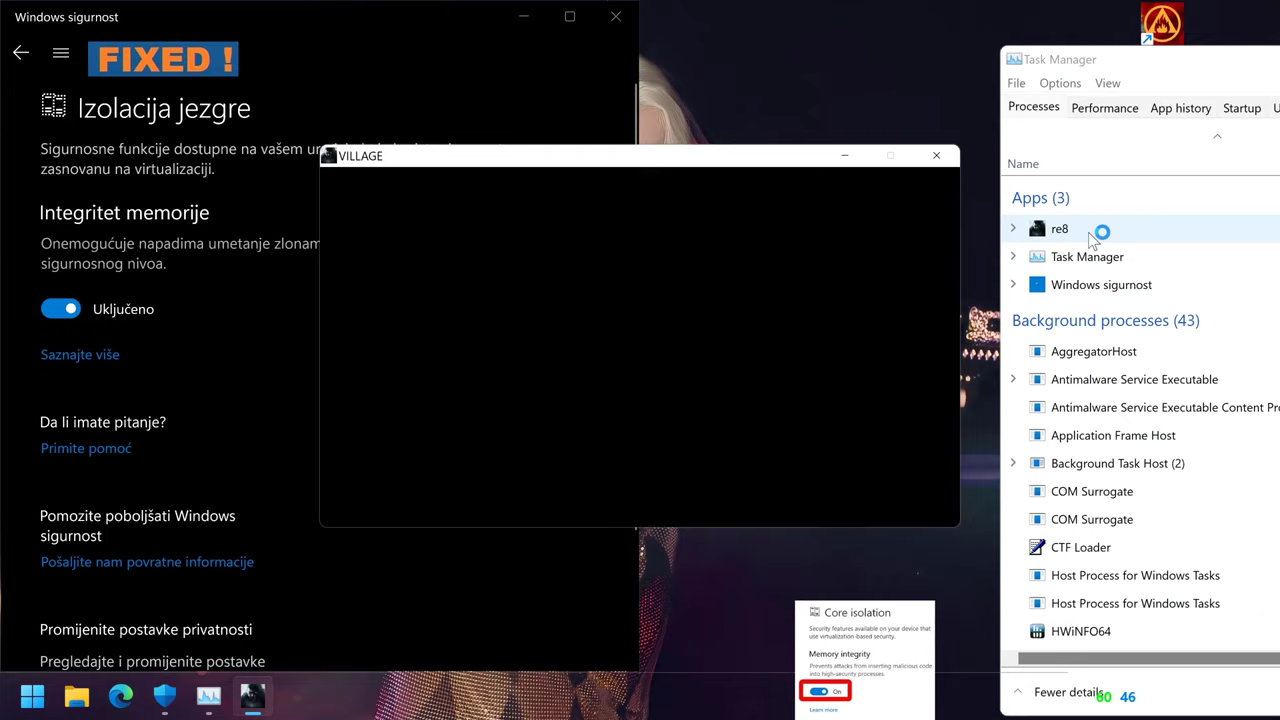 Windows sigurnost
FIXED !
Izolacija jezgre
Sigurnosne funkcije dostupne na vašem
zasnovanu na virtualizaciji.
Integritet memorije
Onemogućuje napadima umetanje
sigurnosnog nivoa.
Uključeno
Saznajte više
Da li imate pitanje?
Primite pomoć
Pomozite poboljšati Windows
sigurnost
Pošaljite nam povratne informacije
Promijenite postavke privatnosti
Pregledajte i promijenite postavke
VILLAGE
Task Manager
File Options View
Processes Performance App history Startup
Name
Apps (3)
re8
Task Manager
Windows sigurnost
Background processes (43)
AggregatorHost
Antimalware Service Executable
Antimalware Service Executable Content
Application Frame Host
Background Task Host (2)
COM Surrogate
COM Surrogate
CTF Loader
Host Process for Windows Tasks
Host Process for Windows Tasks
HWiNFO64
Fewer details
60 46
Core isolation
Security features available on your device that
use virtualization-based security.
Memory integrity
Prevents attacks from inserting malicious code
into high-security processes.
On
Learn more